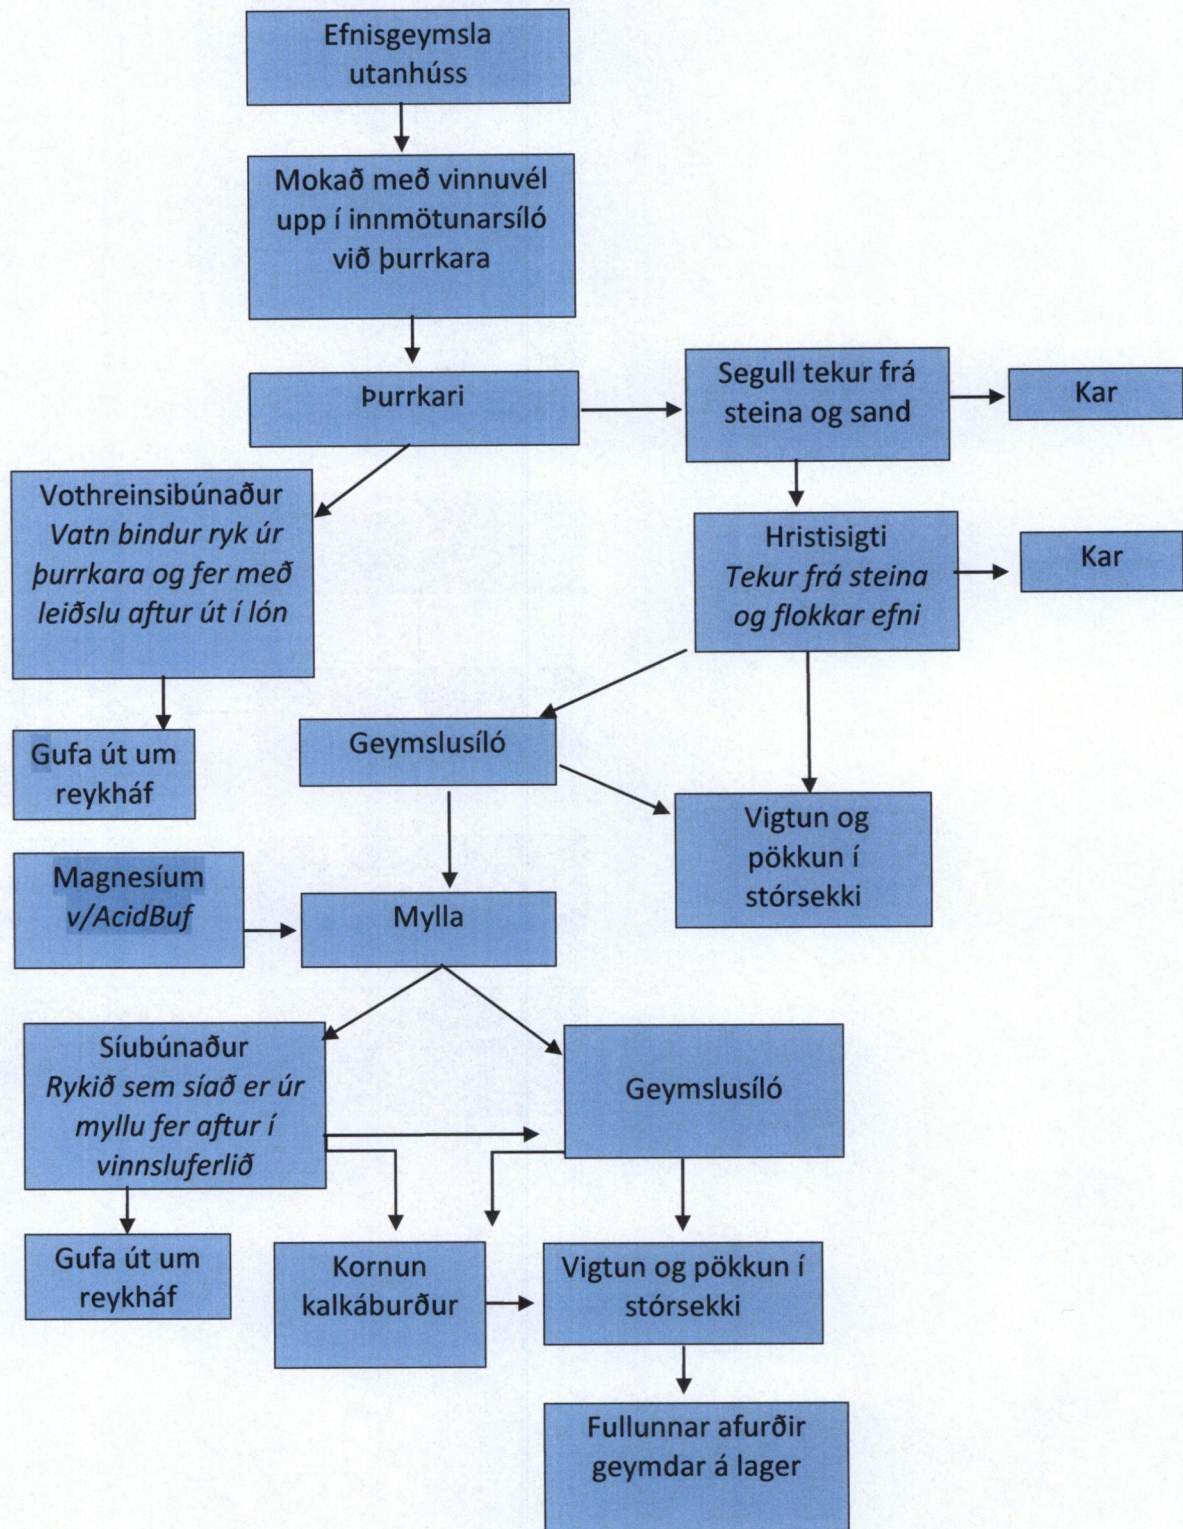 Efnisgeymsla
utanhúss
Mokað með vinnuvél
upp í innmötunarsíló
við þurrkara
Þurrkari
Segull tekur frá
steina og sand
Kar
Vothreinsibúnaður
Vatn bindur ryk úr
þurrkara og fer með
leiðslu aftur út í lón
Hristisigti
Tekur frá steina
og flokkar efni
Kar
Gufa út um
reykháf
Geymslusíló
Vigtun og
pökkun í
stórsekki
Magnesíum
v/AcidBuf
Mylla
Síubúnaður
Rykið sem síað er úr
myllu fer aftur í
vinnsluferlið
Geymslusíló
Gufa út um
reykháf
Kornun
kalkáburður
Vigtun og pökkun í
stórsekki
Fullunnar afurðir
geymdar á lager